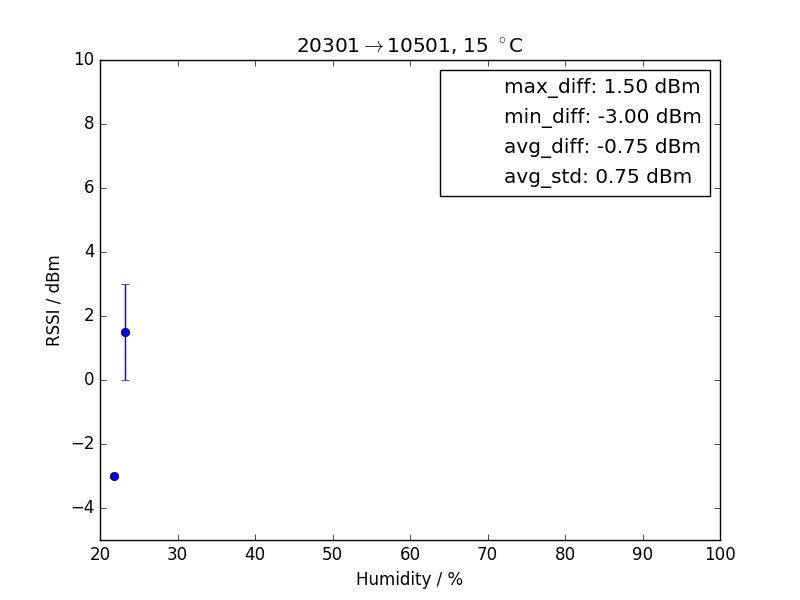 20301→10501, 15 °C
max_diff: 1.50 dBm
min_diff: -3.00 dBm
avg_diff: -0.75 dBm
avg_std: 0.75 dBm
10
8
6
4
2
0
−2
−4
RSSI / dBm
20 30 40 50 60 70 80 90 100
Humidity / %